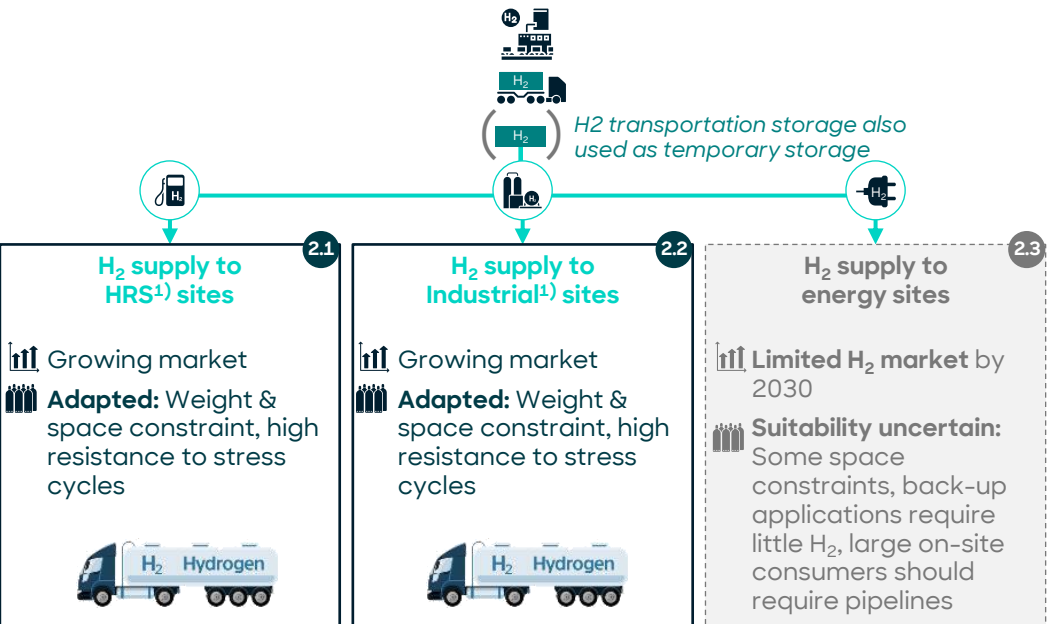 H₂
H₂
H₂
H2 transportation storage also
used as temporary storage
H₂
H₂
H₂
2.1
H₂ supply to
HRS¹⁾ sites
Growing market
Adapted: Weight &
space constraint, high
resistance to stress
cycles
H₂ Hydrogen
2.2
H₂ supply to
Industrial¹⁾ sites
Growing market
Adapted: Weight &
space constraint, high
resistance to stress
cycles
H₂ Hydrogen
2.3
H₂ supply to
energy sites
Limited H₂ market by
2030
Suitability uncertain:
Some space
constraints, back-up
applications require
little H₂, large on-site
consumers should
require pipelines